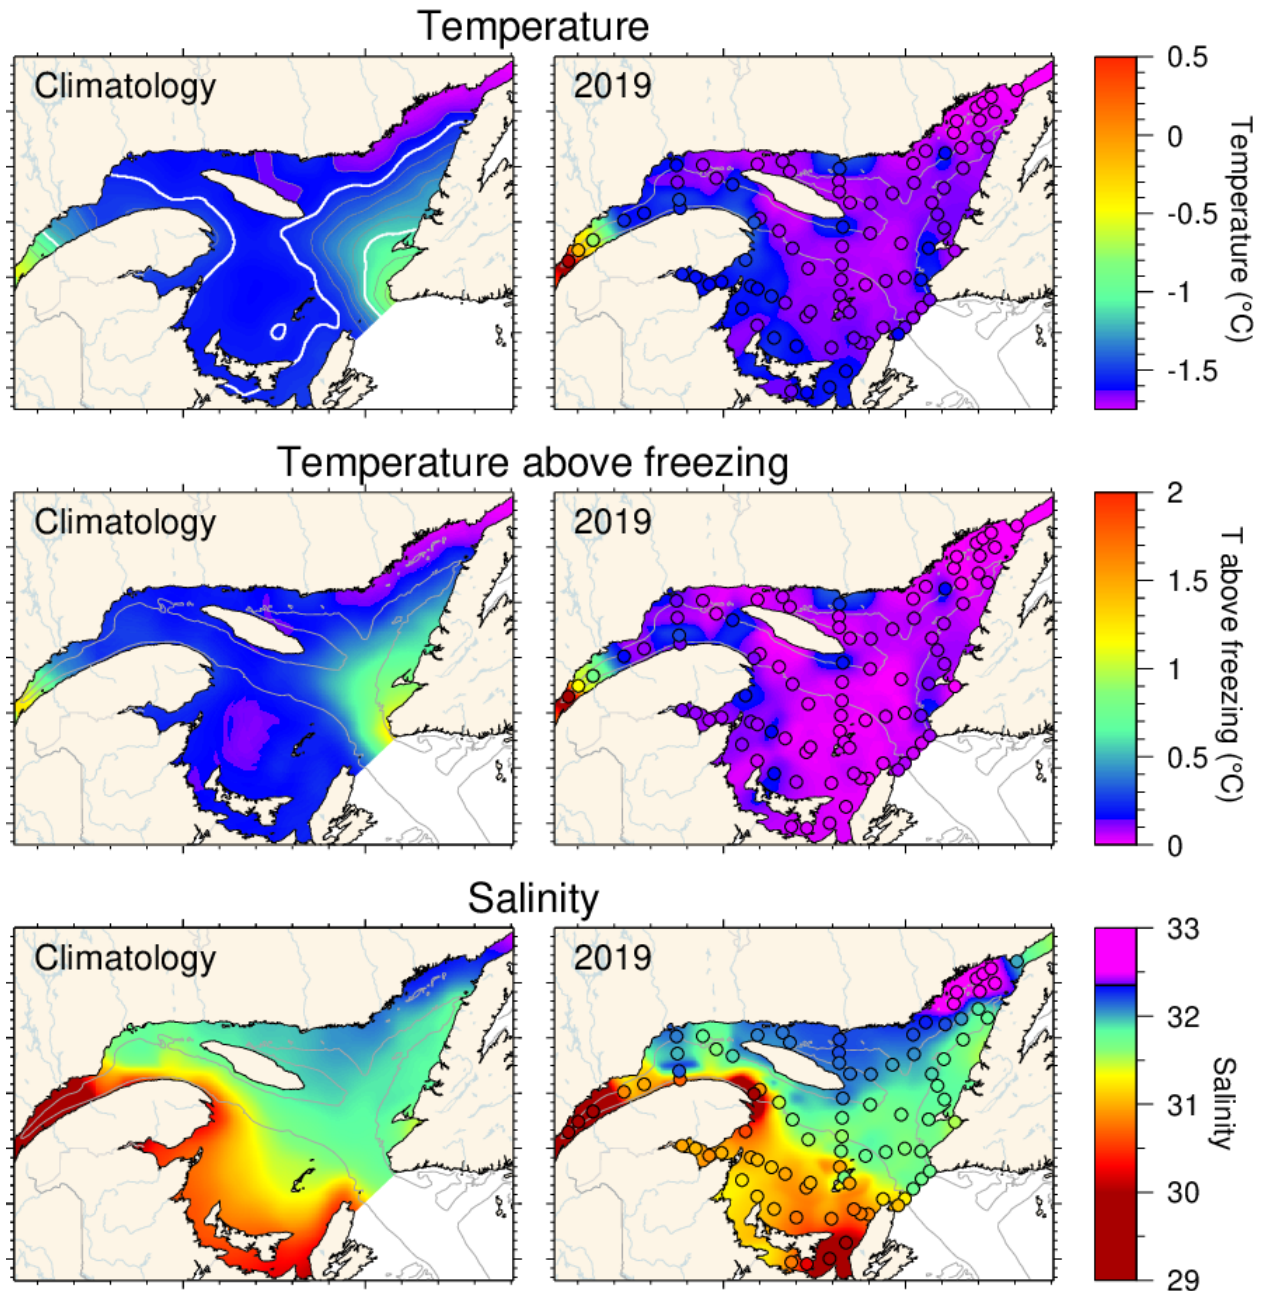 Temperature
Climatology
2019
0.5
0
-0.5
-1
-1.5
Temperature (°C)
Temperature above freezing
Climatology
2019
2
1.5
1
0.5
0
T above freezing (°C)
Salinity
Climatology
2019
33
32
31
30
29
Salinity